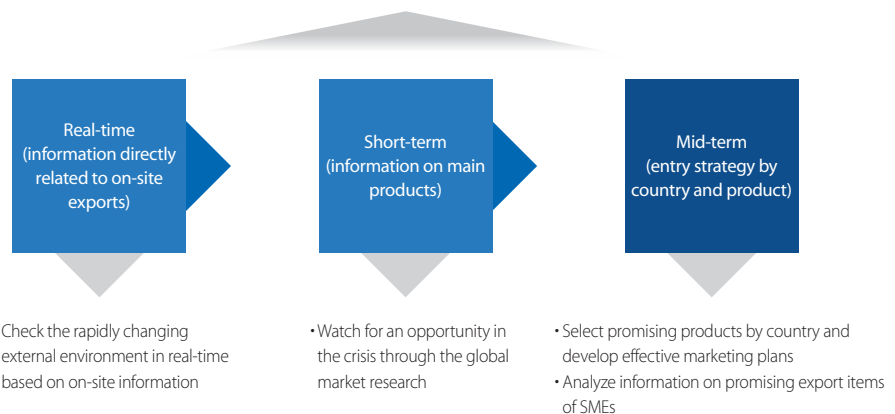 Real-time
(information directly
related to on-site
exports)
Short-term
(information on main
products)
Mid-term
(entry strategy by
country and product)
Check the rapidly changing
external environment in real-time
based on on-site information
・Watch for an opportunity in
the crisis through the global
market research
・Select promising products by country and
develop effective marketing plans
・Analyze information on promising export items
of SMEs